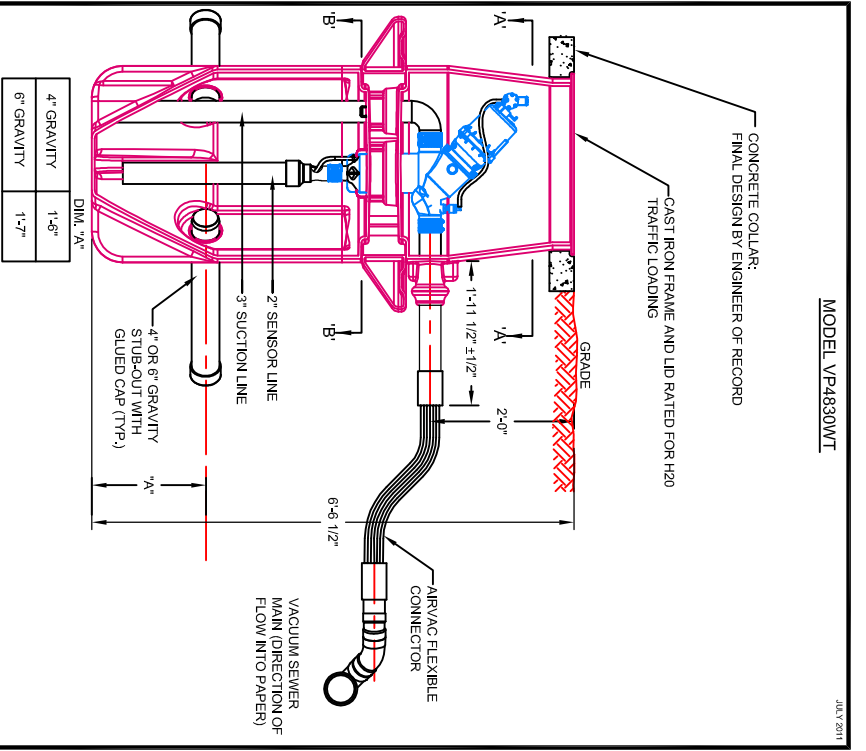 MODEL VP4830WT
JULY 2011
CONCRETE COLLAR:
FINAL DESIGN BY ENGINEER OF RECORD
CAST IRON FRAME AND LID RATED FOR H20
TRAFFIC LOADING
GRADE
'A'
'A'
'B'
'B'
1'-11 1/2" ±1/2"
2'-0"
6'-6 1/2"
"A"
2" SENSOR LINE
3" SUCTION LINE
4" OR 6" GRAVITY
STUB-OUT WITH
GLUED CAP (TYP.)
AIRVAC FLEXIBLE
CONNECTOR
VACUUM SEWER
MAIN (DIRECTION OF
FLOW INTO PAPER)
DIM. "A"
4" GRAVITY 1'-6"
6" GRAVITY 1'-7"